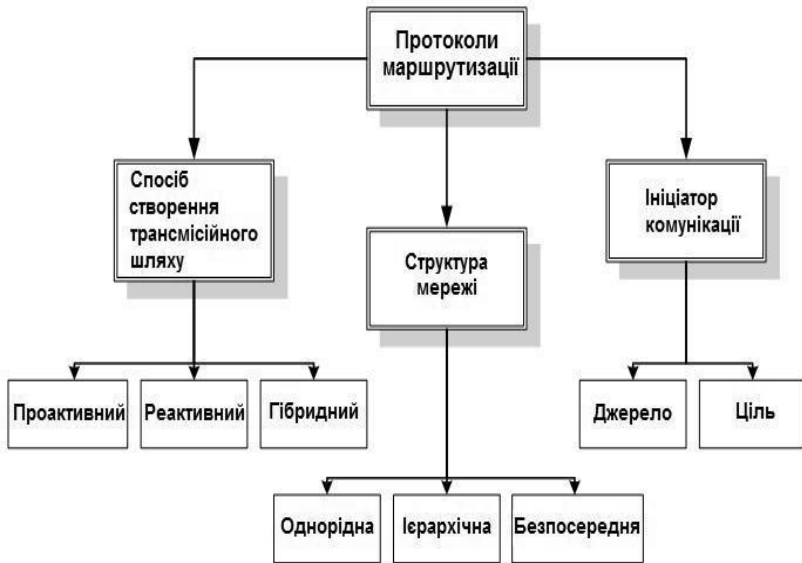 Протоколи
маршрутизації
Спосіб
створення
трансмісійного
шляху
Структура
мережі
Ініціатор
комунікації
Проактивний
Реактивний
Гібридний
Джерело
Ціль
Однорідна
Ієрархічна
Безпосередня